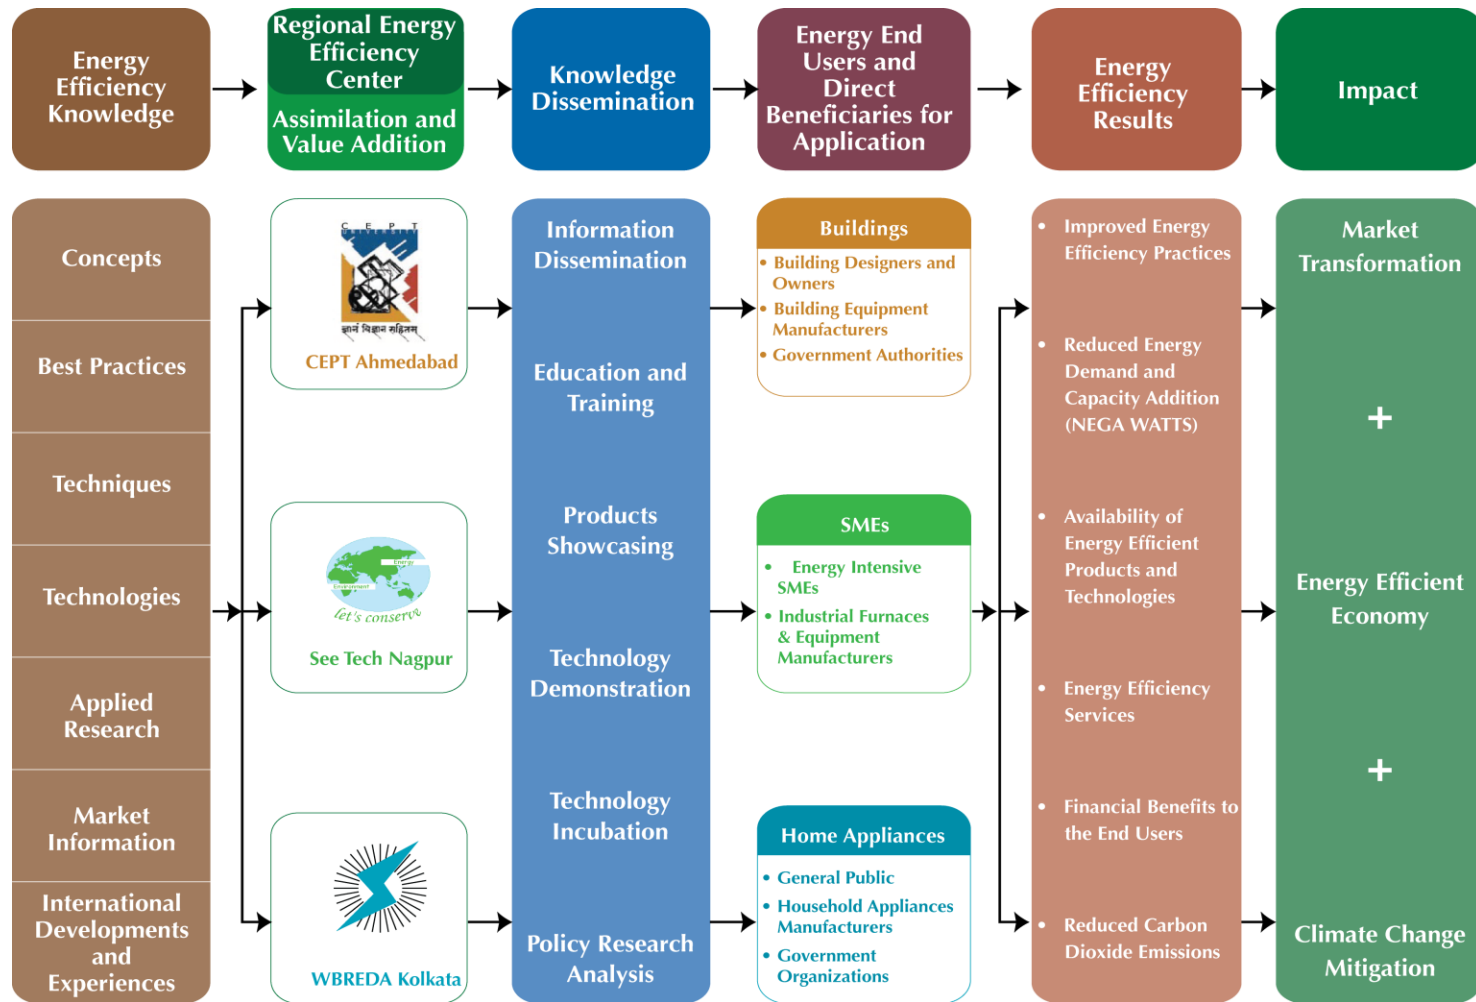 Energy
Efficiency
Knowledge
Regional Energy
Efficiency
Center
Assimilation and
Value Addition
Knowledge
Dissemination
Energy End
Users and
Direct
Beneficiaries for
Application
Energy
Efficiency
Results
Impact
Concepts
Best Practices
Techniques
Technologies
Applied
Research
Market
Information
International
Developments
and
Experiences
C E P T
UNIVERSITY
ज्ञानं विज्ञान सहितम्
CEPT Ahmedabad
Energy
Environment
let's conserve
See Tech Nagpur
WBREDA Kolkata
Information
Dissemination
Education and
Training
Products
Showcasing
Technology
Demonstration
Technology
Incubation
Policy Research
Analysis
Buildings
• Building Designers and
Owners
• Building Equipment
Manufacturers
• Government Authorities
SMEs
• Energy Intensive
SMEs
• Industrial Furnaces
& Equipment
Manufacturers
Home Appliances
• General Public
• Household Appliances
Manufacturers
• Government
Organizations
• Improved Energy
Efficiency Practices
• Reduced Energy
Demand and
Capacity Addition
(NEGA WATTS)
• Availability of
Energy Efficient
Products and
Technologies
• Energy Efficiency
Services
• Financial Benefits to
the End Users
• Reduced Carbon
Dioxide Emissions
Market
Transformation
+
Energy Efficient
Economy
+
Climate Change
Mitigation